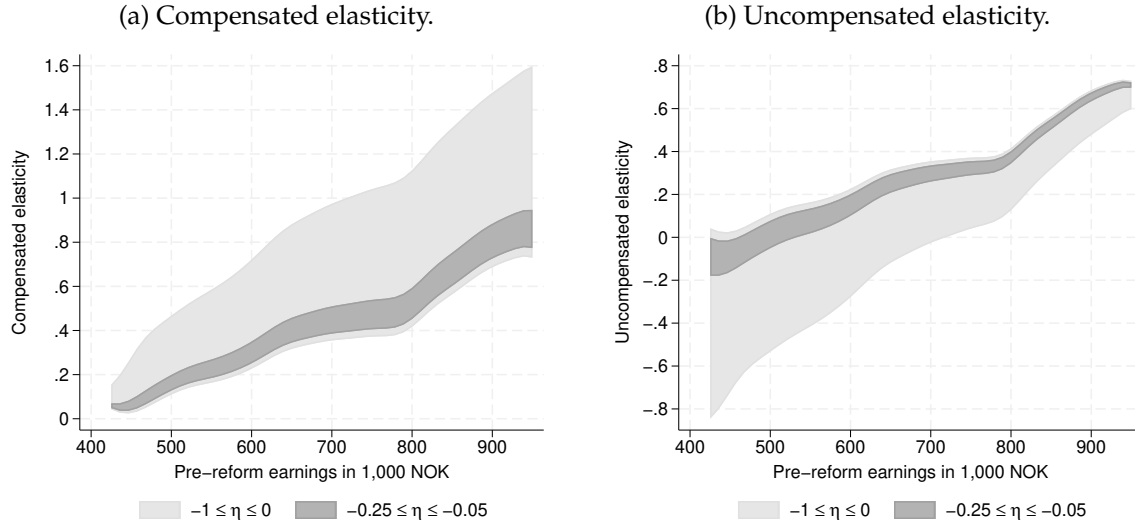 (a) Compensated elasticity.
1.6
1.4
1.2
1
.8
.6
.4
.2
0
Compensated elasticity
400 500 600 700 800 900
Pre−reform earnings in 1,000 NOK
−1 ≤ η ≤ 0 −0.25 ≤ η ≤ −0.05
(b) Uncompensated elasticity.
.8
.6
.4
.2
0
−.2
−.4
−.6
−.8
Uncompensated elasticity
400 500 600 700 800 900
Pre−reform earnings in 1,000 NOK
−1 ≤ η ≤ 0 −0.25 ≤ η ≤ −0.05